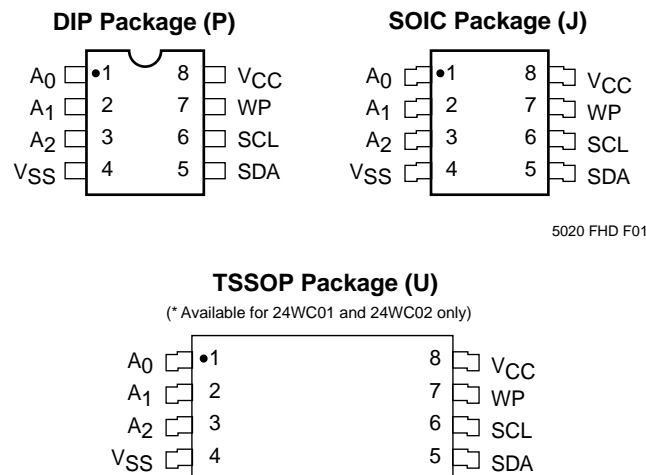 DIP Package (P)
A0 1 8 VCC
A1 2 7 WP
A2 3 6 SCL
VSS 4 5 SDA
SOIC Package (J)
A0 1 8 VCC
A1 2 7 WP
A2 3 6 SCL
VSS 4 5 SDA
5020 FHD F01
TSSOP Package (U)
(* Available for 24WC01 and 24WC02 only)
A0 1 8 VCC
A1 2 7 WP
A2 3 6 SCL
VSS 4 5 SDA